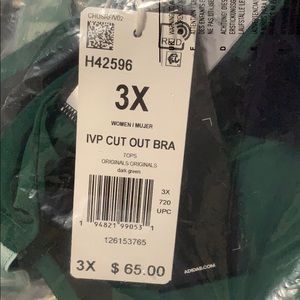 H42596
3X
WOMEN / MUJER
IVP CUT OUT BRA
TOPS
ORIGINALS ORIGINALS
dark green
3X
720
UPC
1 94821 99053 1
126153765
ADIDAS.COM
3X $ 65.00